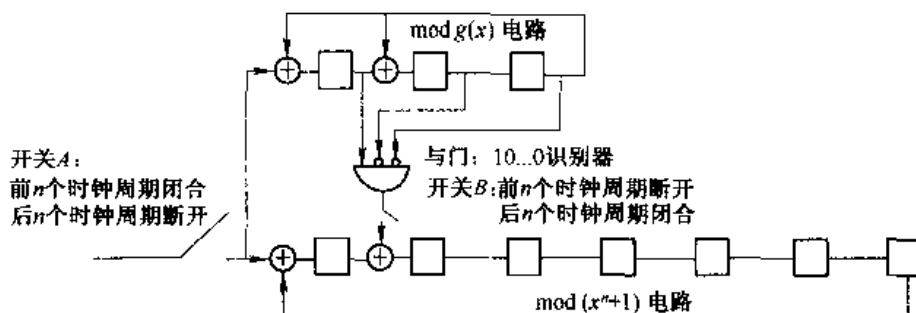 mod g(x) 电路
开关A：
前n个时钟周期闭合
后n个时钟周期断开
与门：10...0识别器
开关B：前n个时钟周期断开
后n个时钟周期闭合
mod (xⁿ+1) 电路